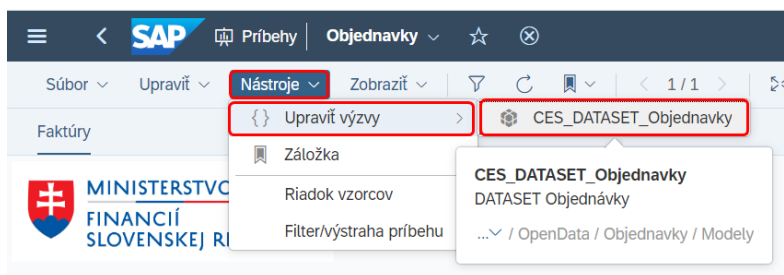 SAP Príbehy Objednavky
Súbor Upraviť Nástroje Zobraziť 1/1
{} Upraviť výzvy CES_DATASET_Objednavky
Faktúry
Záložka
Riadok vzorcov
Filter/výstraha príbehu
CES_DATASET_Objednavky
DATASET Objednávky
... / OpenData / Objednavky / Modely
MINISTERSTVO
FINANCIÍ
SLOVENSKEJ